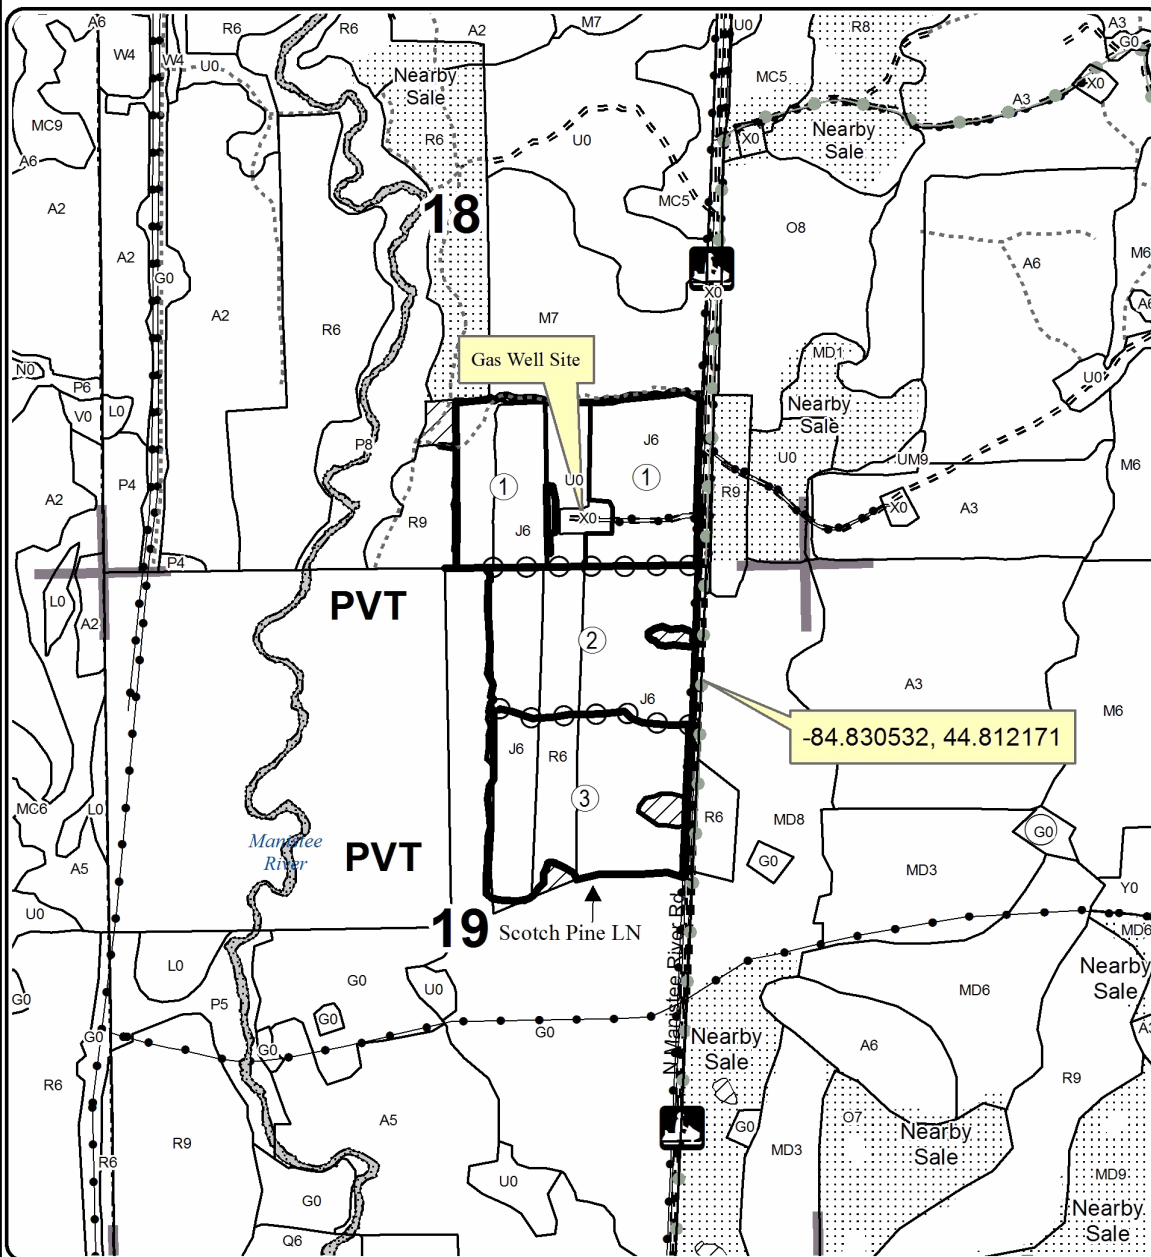 A6
R6
R6
A2
M7
U0
R8
A3
G0
W4
W4
U0
Nearby
Sale
MC5
X0
A3
MC9
R6
U0
X0
Nearby
Sale
A6
A2
18
MC5
O8
A2
G0
A6
M6
A6
X0
A2
R6
M7
MD1
Gas Well Site
N0
P6
U0
V0
L0
Nearby
Sale
P8
J6
U0
UM9
M6
P4
1
U0
1
R9
A2
R9
X0
X0
A3
J6
P4
L0
PVT
A2
2
A3
J6
M6
-84.830532, 44.812171
J6
R6
3
MC6
L0
R6
MD8
G0
Manistee
River
PVT
G0
A5
MD3
Y0
U0
19
Scotch Pine LN
N Manistee River Rd
MD6
L0
G0
U0
Nearby
Sale
G0
P5
MD6
G0
G0
G0
G0
Nearby
Sale
A6
A3
R6
R9
A5
G0
O7
Nearby
Sale
R9
R6
MD3
MD9
U0
G0
Nearby
Sale
Q6